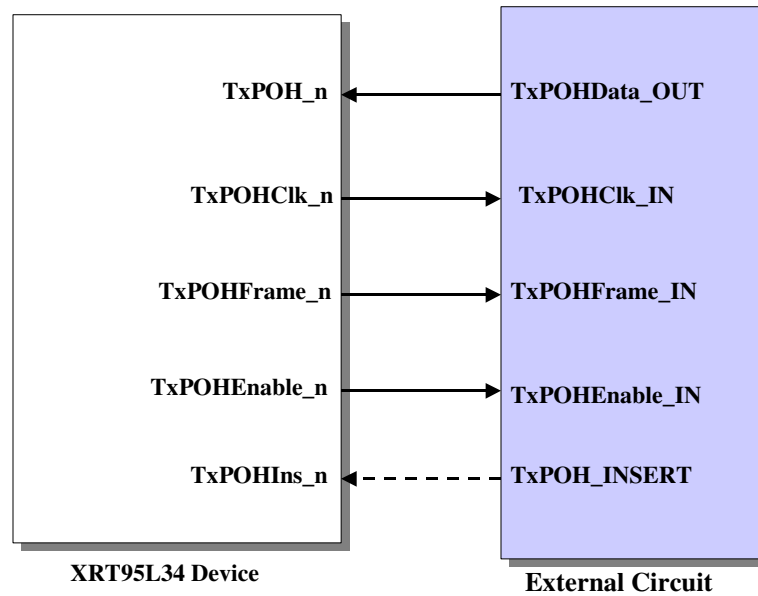 TxPOH_n TxPOHData_OUT
TxPOHClk_n TxPOHClk_IN
TxPOHFrame_n TxPOHFrame_IN
TxPOHEnable_n TxPOHEnable_IN
TxPOHIns_n TxPOH_INSERT
XRT95L34 Device
External Circuit